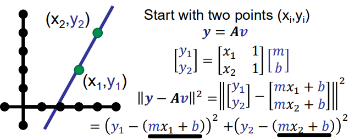 Start with two points (xᵢ,yᵢ)
(x₂,y₂)
y = Av
[y₁ y₂] = [x₁ 1 x₂ 1] [m b]
(x₁,y₁)
‖y − Av‖² = ‖[y₁ y₂] − [mx₁ + b mx₂ + b]‖²
= (y₁ − (mx₁ + b))² + (y₂ − (mx₂ + b))²